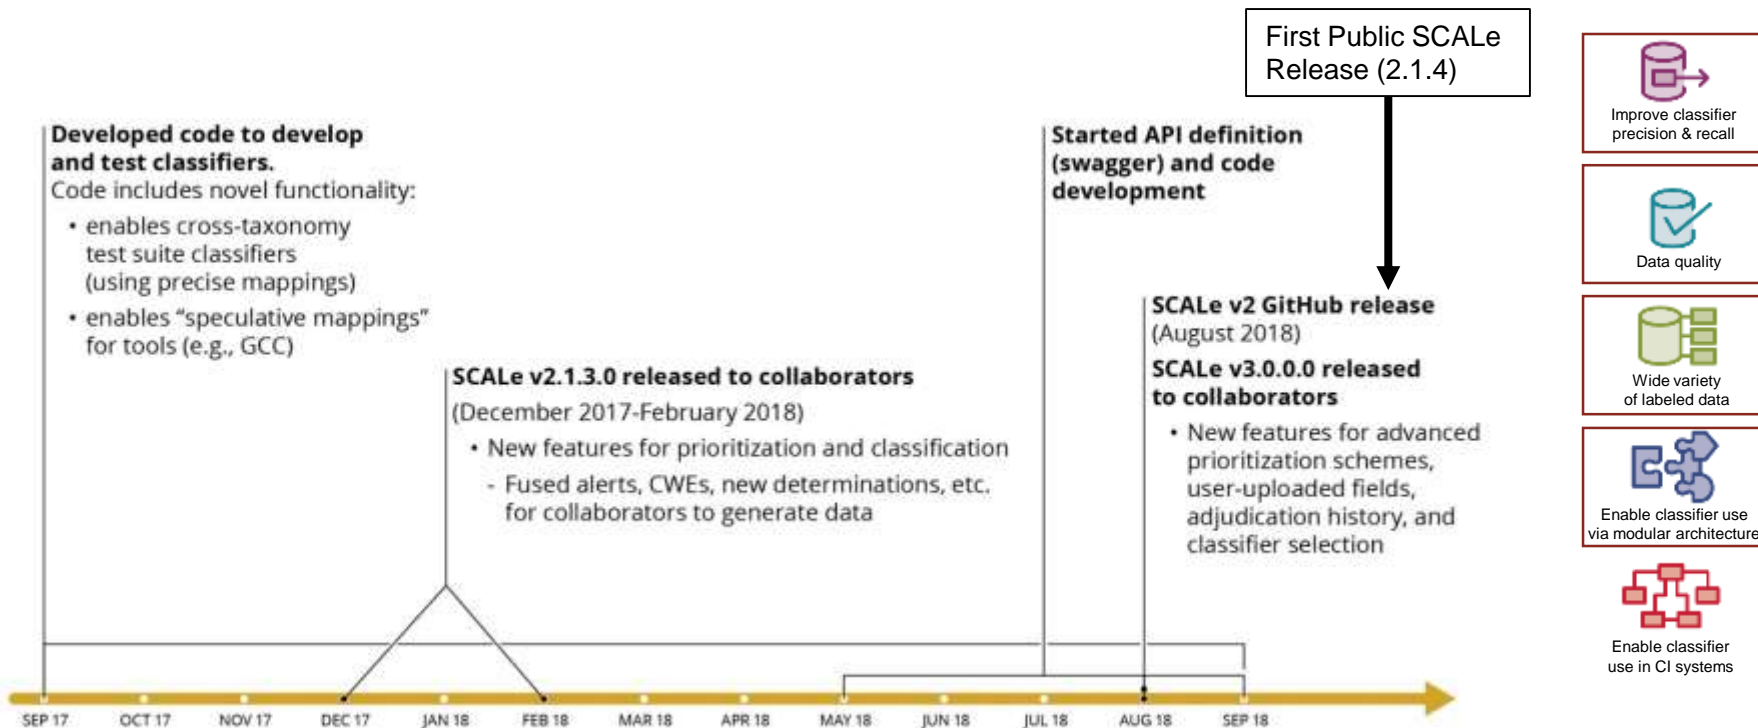 First Public SCALe
Release (2.1.4)
Developed code to develop
and test classifiers.
Code includes novel functionality:
• enables cross-taxonomy
test suite classifiers
(using precise mappings)
• enables “speculative mappings”
for tools (e.g., GCC)
SCALe v2.1.3.0 released to collaborators
(December 2017-February 2018)
• New features for prioritization and classification
- Fused alerts, CWEs, new determinations, etc.
for collaborators to generate data
Started API definition
(swagger) and code
development
SCALe v2 GitHub release
(August 2018)
SCALe v3.0.0.0 released
to collaborators
• New features for advanced
prioritization schemes,
user-uploaded fields,
adjudication history, and
classifier selection
SEP 17
OCT 17
NOV 17
DEC 17
JAN 18
FEB 18
MAR 18
APR 18
MAY 18
JUN 18
JUL 18
AUG 18
SEP 18
Improve classifier
precision & recall
Data quality
Wide variety
of labeled data
Enable classifier use
via modular architecture
Enable classifier
use in CI systems